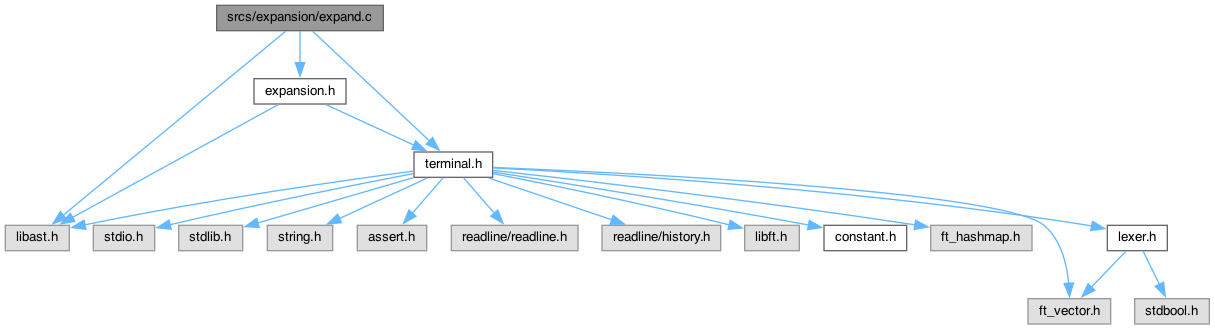 srcs/expansion/expand.c
expansion.h
terminal.h
libast.h
stdio.h
stdlib.h
string.h
assert.h
readline/readline.h
readline/history.h
libft.h
constant.h
ft_hashmap.h
lexer.h
ft_vector.h
stdbool.h